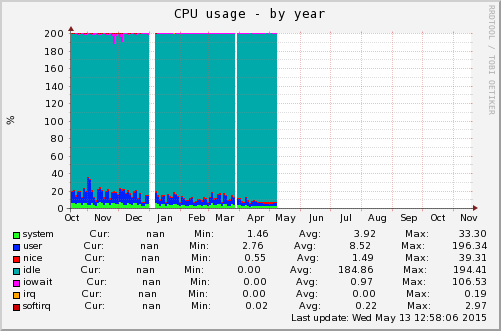 CPU usage - by year
RRDTOOL / TOBI OETIKER
%
200
180
160
140
120
100
80
60
40
20
0
Oct Nov Dec Jan Feb Mar Apr May Jun Jul Aug Sep Oct Nov
system Cur: nan Min: 1.46 Avg: 3.92 Max: 33.30
user Cur: nan Min: 2.76 Avg: 8.52 Max: 196.34
nice Cur: nan Min: 0.55 Avg: 1.49 Max: 39.31
idle Cur: nan Min: 0.00 Avg: 184.86 Max: 194.41
iowait Cur: nan Min: 0.00 Avg: 0.97 Max: 106.53
irq Cur: nan Min: 0.00 Avg: 0.00 Max: 0.19
softirq Cur: nan Min: 0.02 Avg: 0.22 Max: 2.97
Last update: Wed May 13 12:58:06 2015